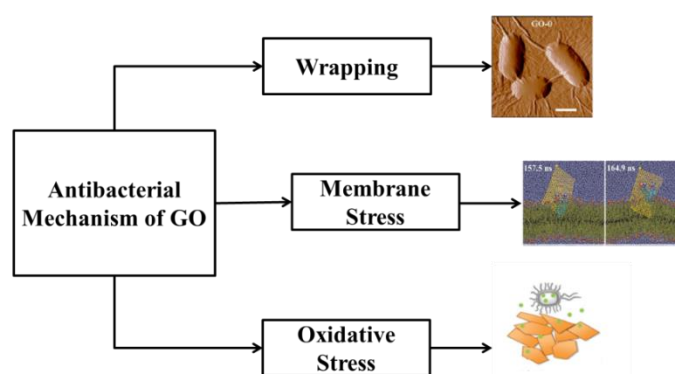 GO-0
Wrapping
157.5 ns
164.9 ns
Antibacterial
Mechanism of GO
Membrane
Stress
Oxidative
Stress